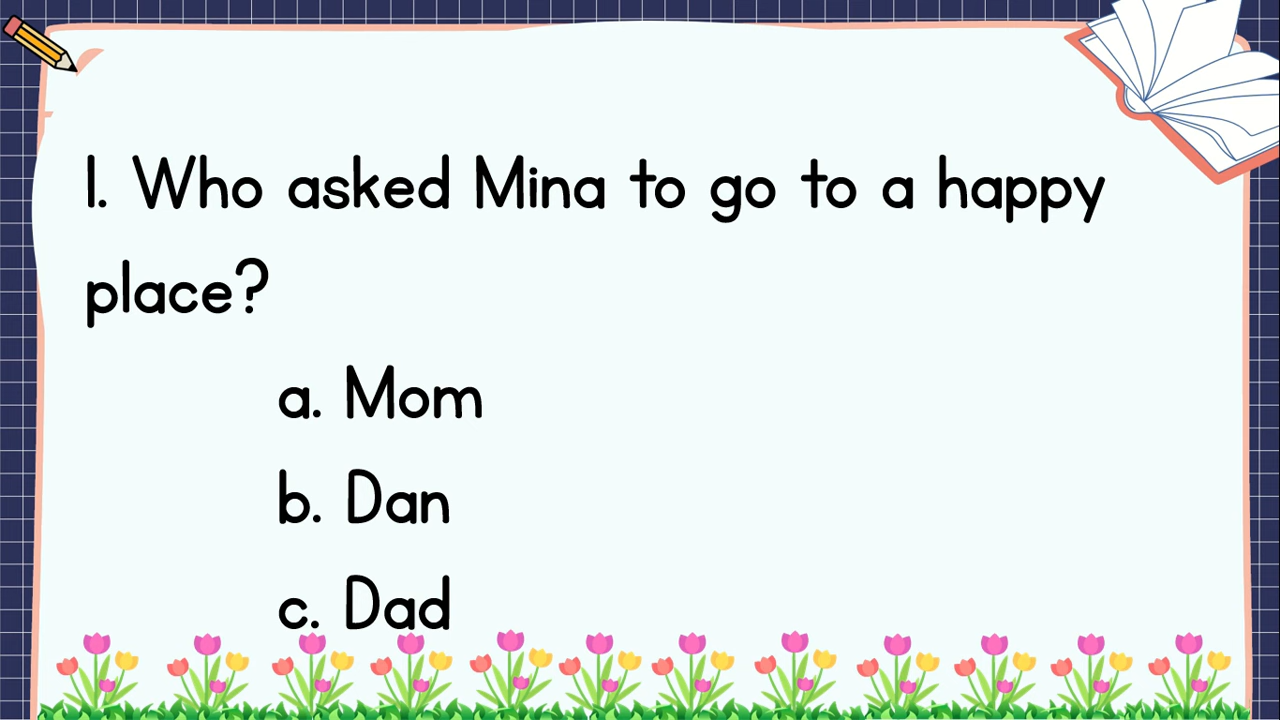 1. Who asked Mina to go to a happy
place?
a. Mom
b. Dan
c. Dad